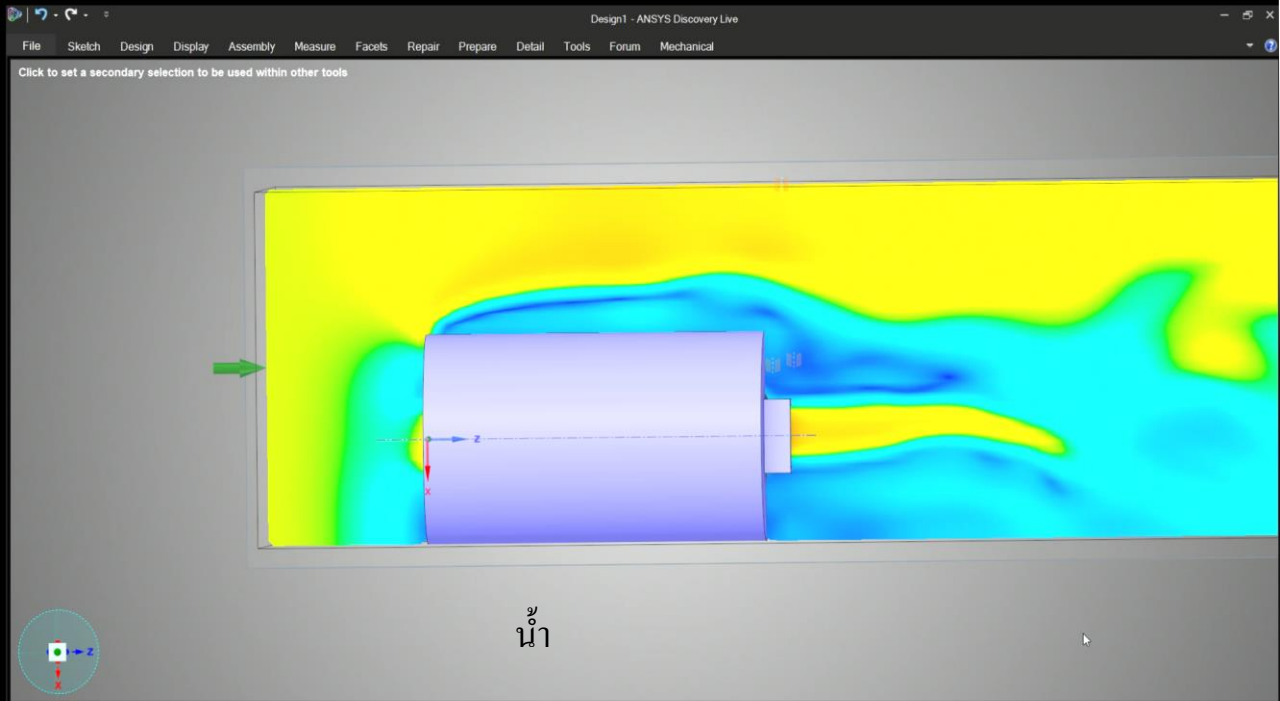 Design1 - ANSYS Discovery Live
File Sketch Design Display Assembly Measure Facets Repair Prepare Detail Tools Forum Mechanical
Click to set a secondary selection to be used within other tools
Z
X
น้ำ
Z
X